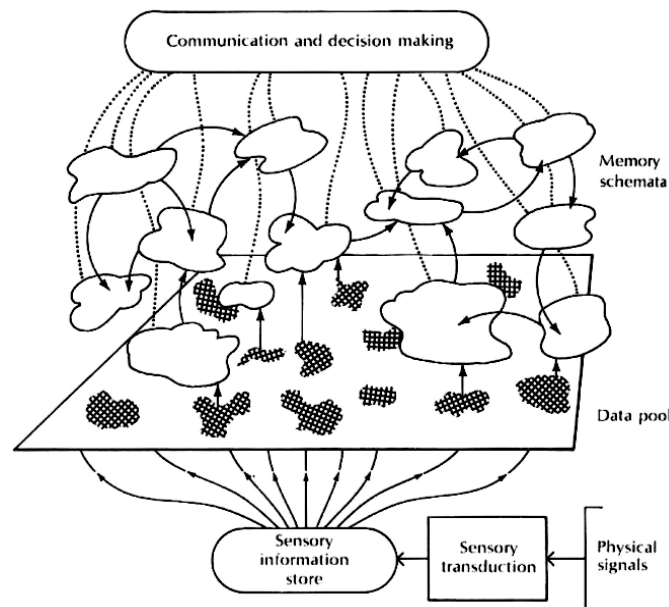 Communication and decision making
Memory
schemata
Data pool
Sensory
information
store
Sensory
transduction
Physical
signals